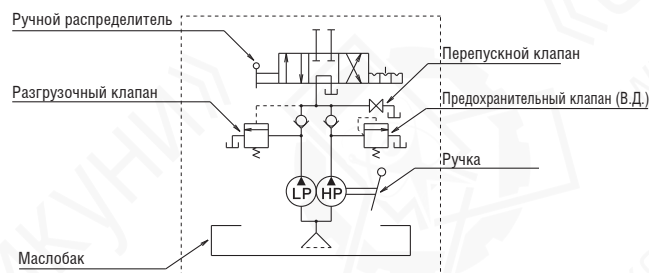 Ручной распределитель
Перепускной клапан
Разгрузочный клапан
Предохранительный клапан (В.Д.)
Ручка
LP HP
Маслобак